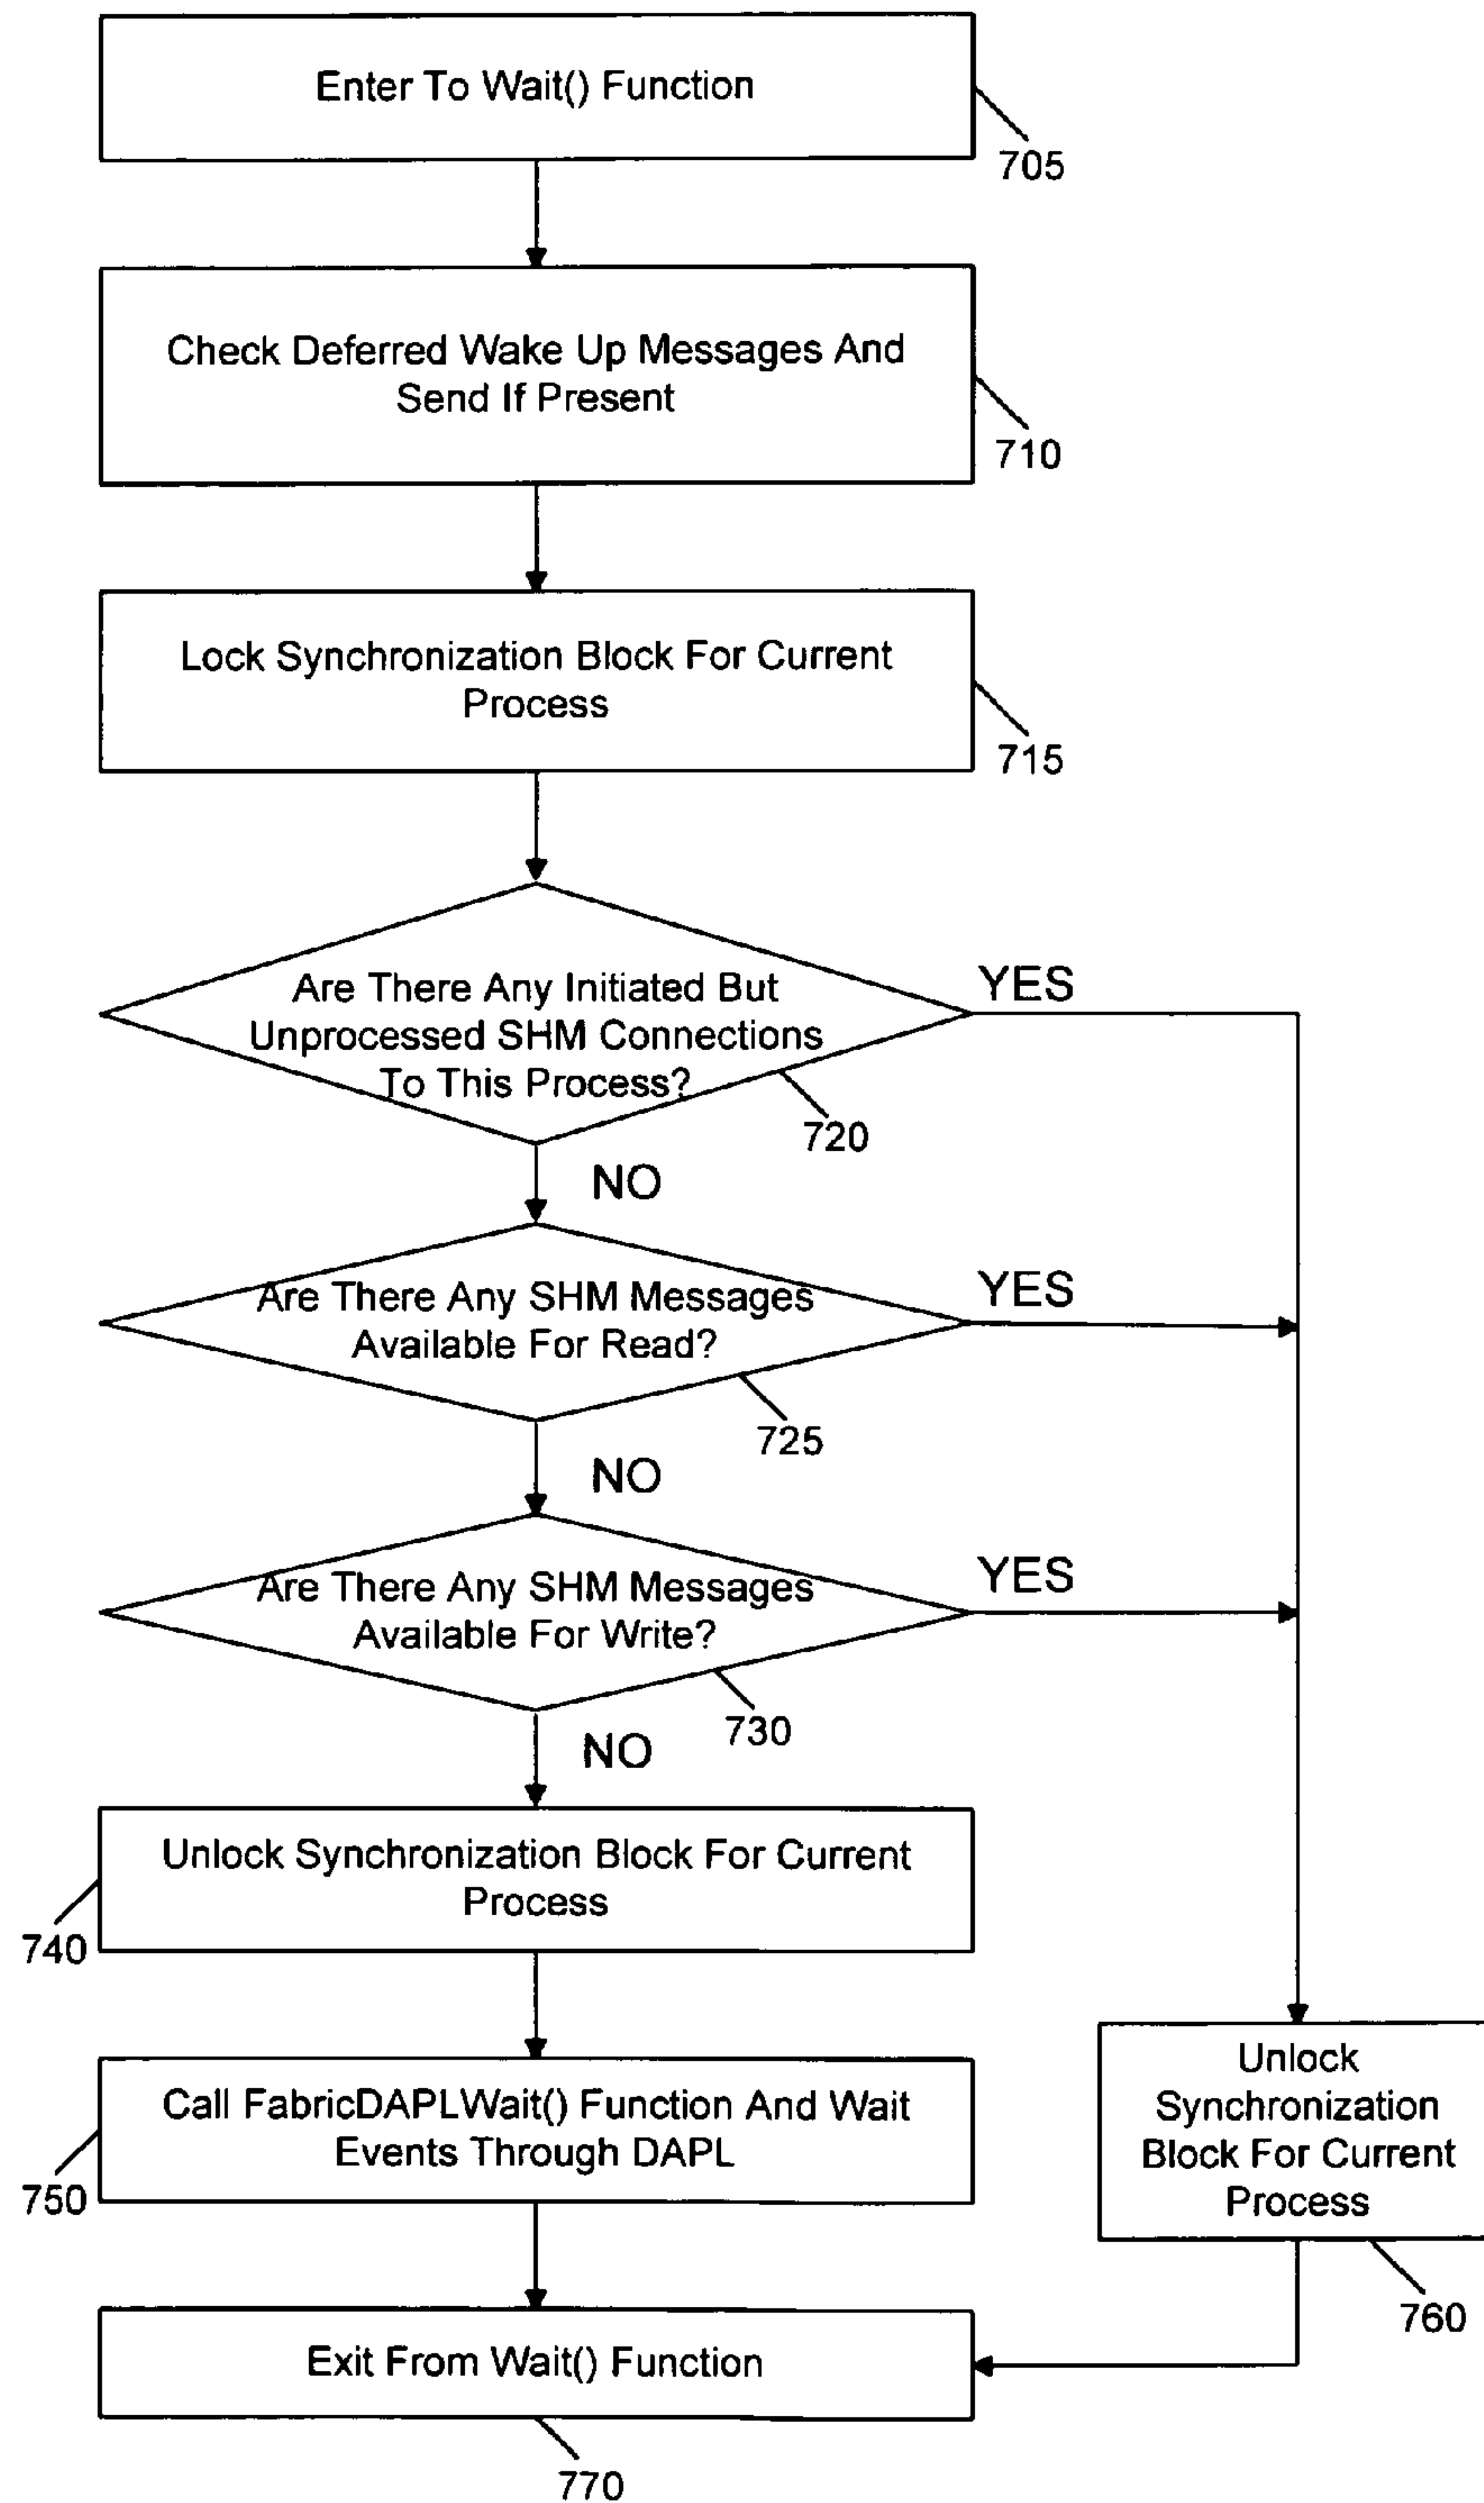 Enter To Wait() Function
705
Check Deferred Wake Up Messages And
Send If Present
710
Lock Synchronization Block For Current
Process
715
Are There Any Initiated But
Unprocessed SHM Connections
To This Process?
YES
720
NO
Are There Any SHM Messages
Available For Read?
YES
725
NO
Are There Any SHM Messages
Available For Write?
YES
730
NO
Unlock Synchronization Block For Current
Process
740
Call FabricDAPLWait() Function And Wait
Events Through DAPL
750
Unlock
Synchronization
Block For Current
Process
760
Exit From Wait() Function
770